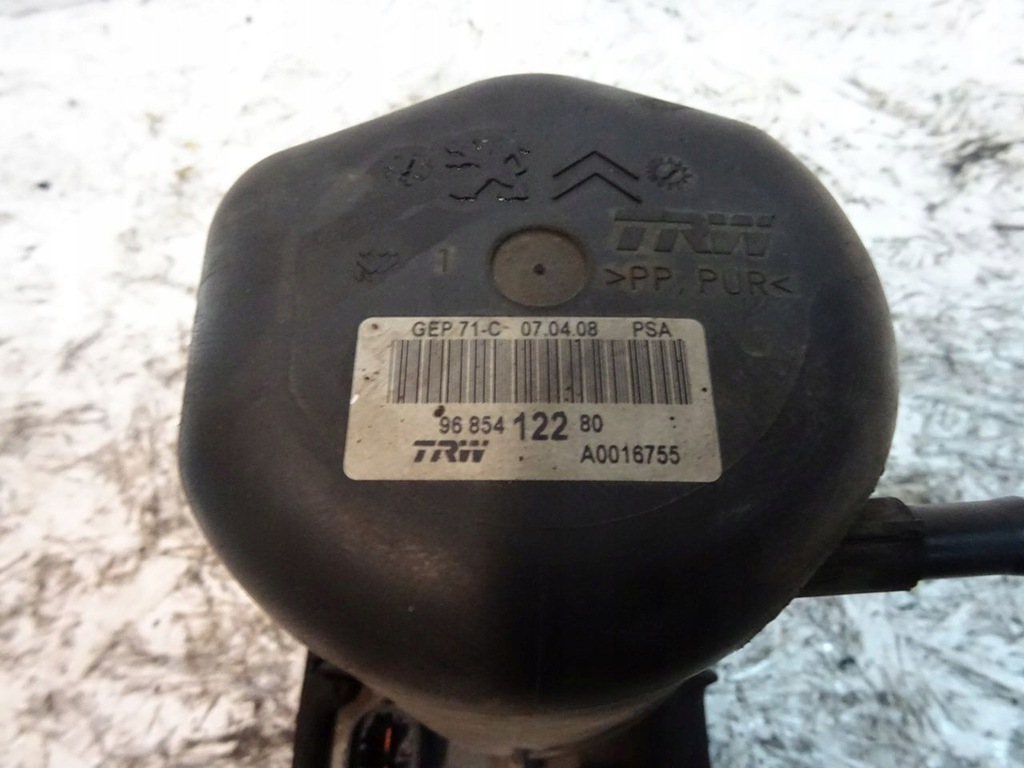 TRW
1
>PP, PUR<
GEP 71-C 07.04.08 PSA
96 854 122 80
TRW A0016755